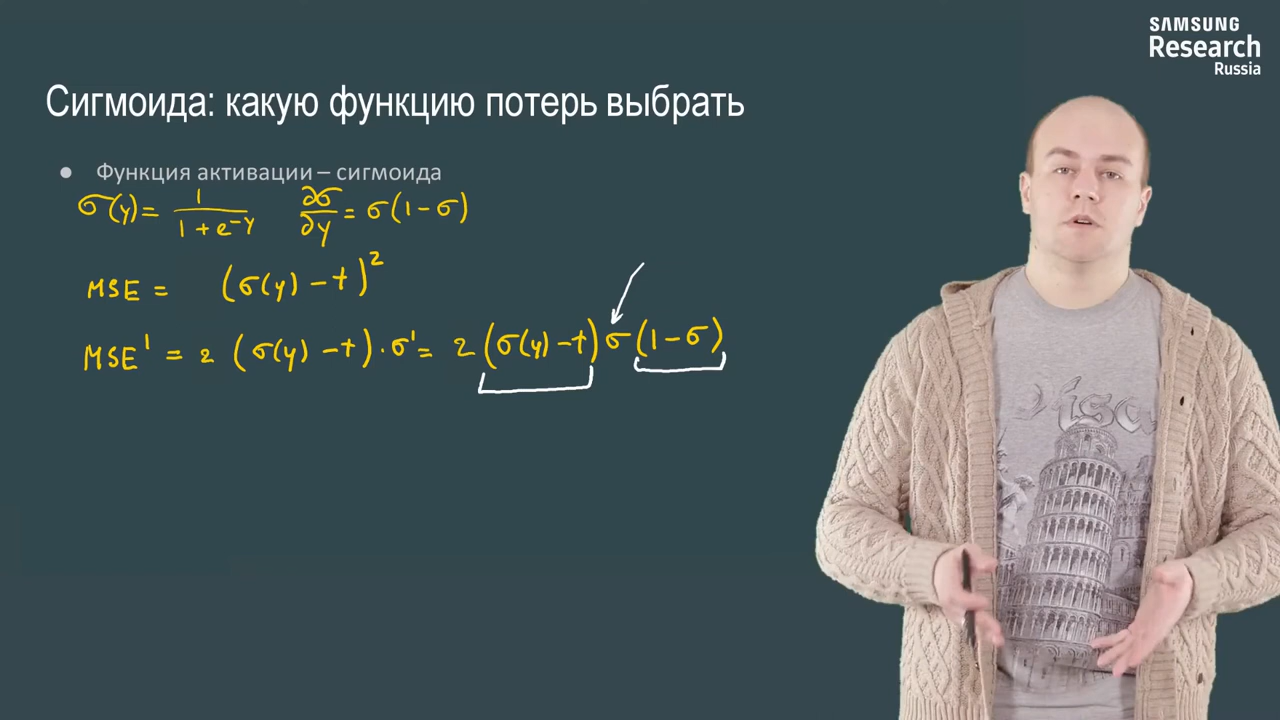 SAMSUNG
Research
Russia
Сигмоида: какую функцию потерь выбрать
● Функция активации – сигмоида
σ(y) = 1 / (1 + e^-y)   ∂σ/∂y = σ(1 - σ)
MSE = (σ(y) - t)^2
MSE' = 2 (σ(y) - t) · σ' = 2 (σ(y) - t) σ (1 - σ)
Pisa